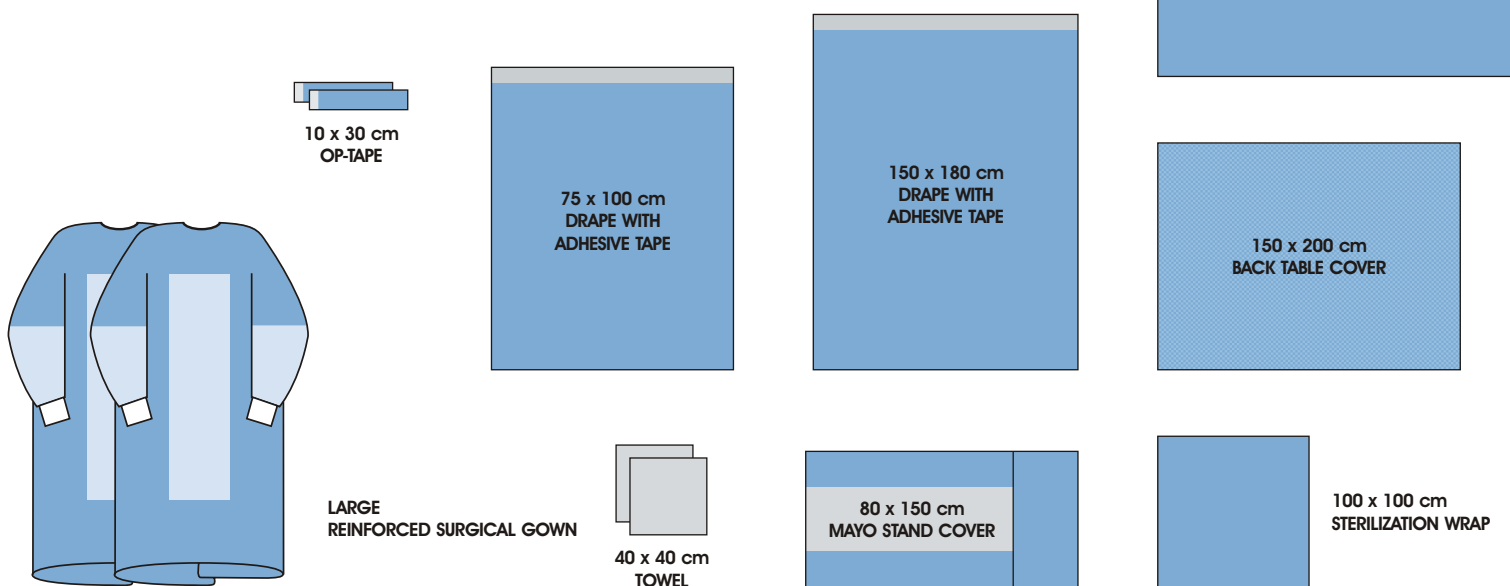 10 x 30 cm
OP-TAPE
75 x 100 cm
DRAPE WITH
ADHESIVE TAPE
150 x 180 cm
DRAPE WITH
ADHESIVE TAPE
150 x 200 cm
BACK TABLE COVER
LARGE
REINFORCED SURGICAL GOWN
40 x 40 cm
TOWEL
80 x 150 cm
MAYO STAND COVER
100 x 100 cm
STERILIZATION WRAP